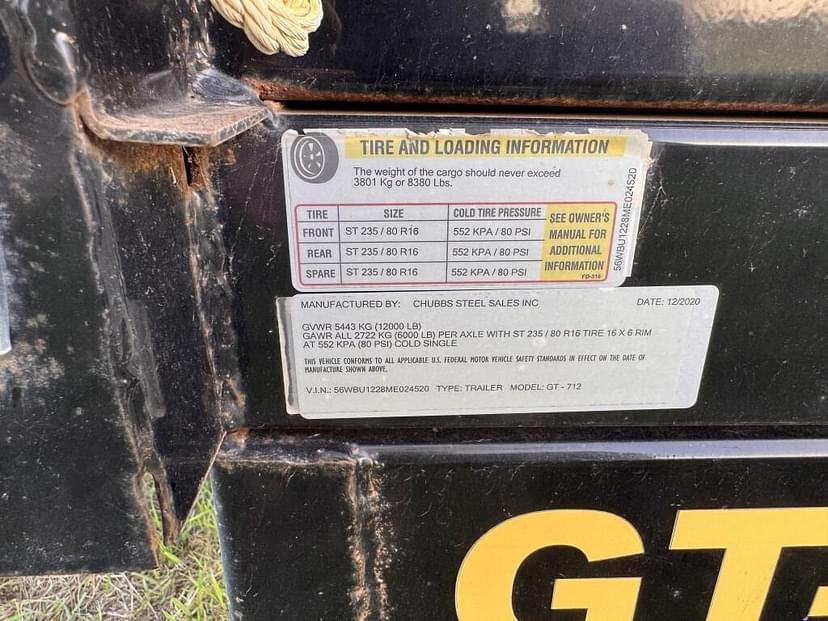 TIRE AND LOADING INFORMATION
The weight of the cargo should never exceed
3801 Kg or 8380 Lbs.
TIRE SIZE COLD TIRE PRESSURE
FRONT ST 235 / 80 R16 552 KPA / 80 PSI
REAR ST 235 / 80 R16 552 KPA / 80 PSI
SPARE ST 235 / 80 R16 552 KPA / 80 PSI
SEE OWNER'S
MANUAL FOR
ADDITIONAL
INFORMATION
FD-316
56WBU1228ME024520
MANUFACTURED BY: CHUBBS STEEL SALES INC DATE: 12/2020
GVWR 5443 KG (12000 LB)
GAWR ALL 2722 KG (6000 LB) PER AXLE WITH ST 235 / 80 R16 TIRE 16 X 6 RIM
AT 552 KPA (80 PSI) COLD SINGLE
THIS VEHICLE CONFORMS TO ALL APPLICABLE U.S. FEDERAL MOTOR VEHICLE SAFETY STANDARDS IN EFFECT ON THE DATE OF
MANUFACTURE SHOWN ABOVE.
V.I.N.: 56WBU1228ME024520 TYPE: TRAILER MODEL: GT - 712
GT